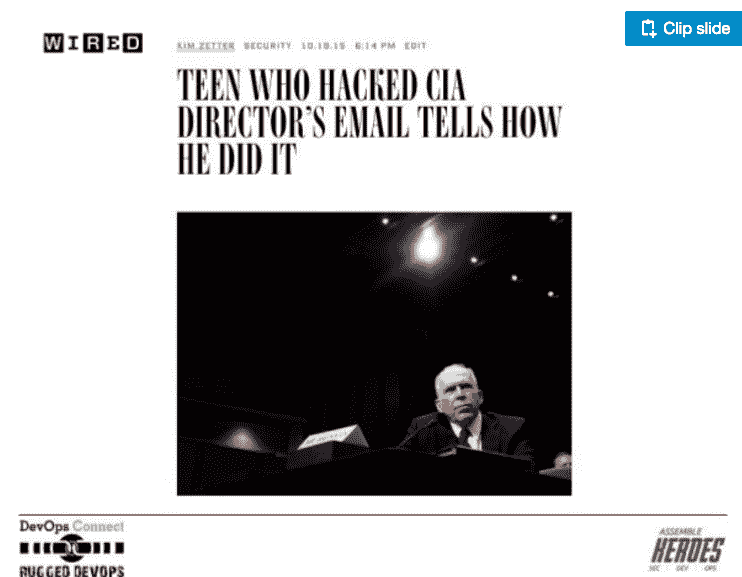 Clip slide
WIRED
KIM ZETTER SECURITY 10.19.15 6:14 PM EDIT
TEEN WHO HACKED CIA
DIRECTOR'S EMAIL TELLS HOW
HE DID IT
DevOps Connect
RUGGED DEVOPS
ASSEMBLE
HEROES
SEC DEV OPS